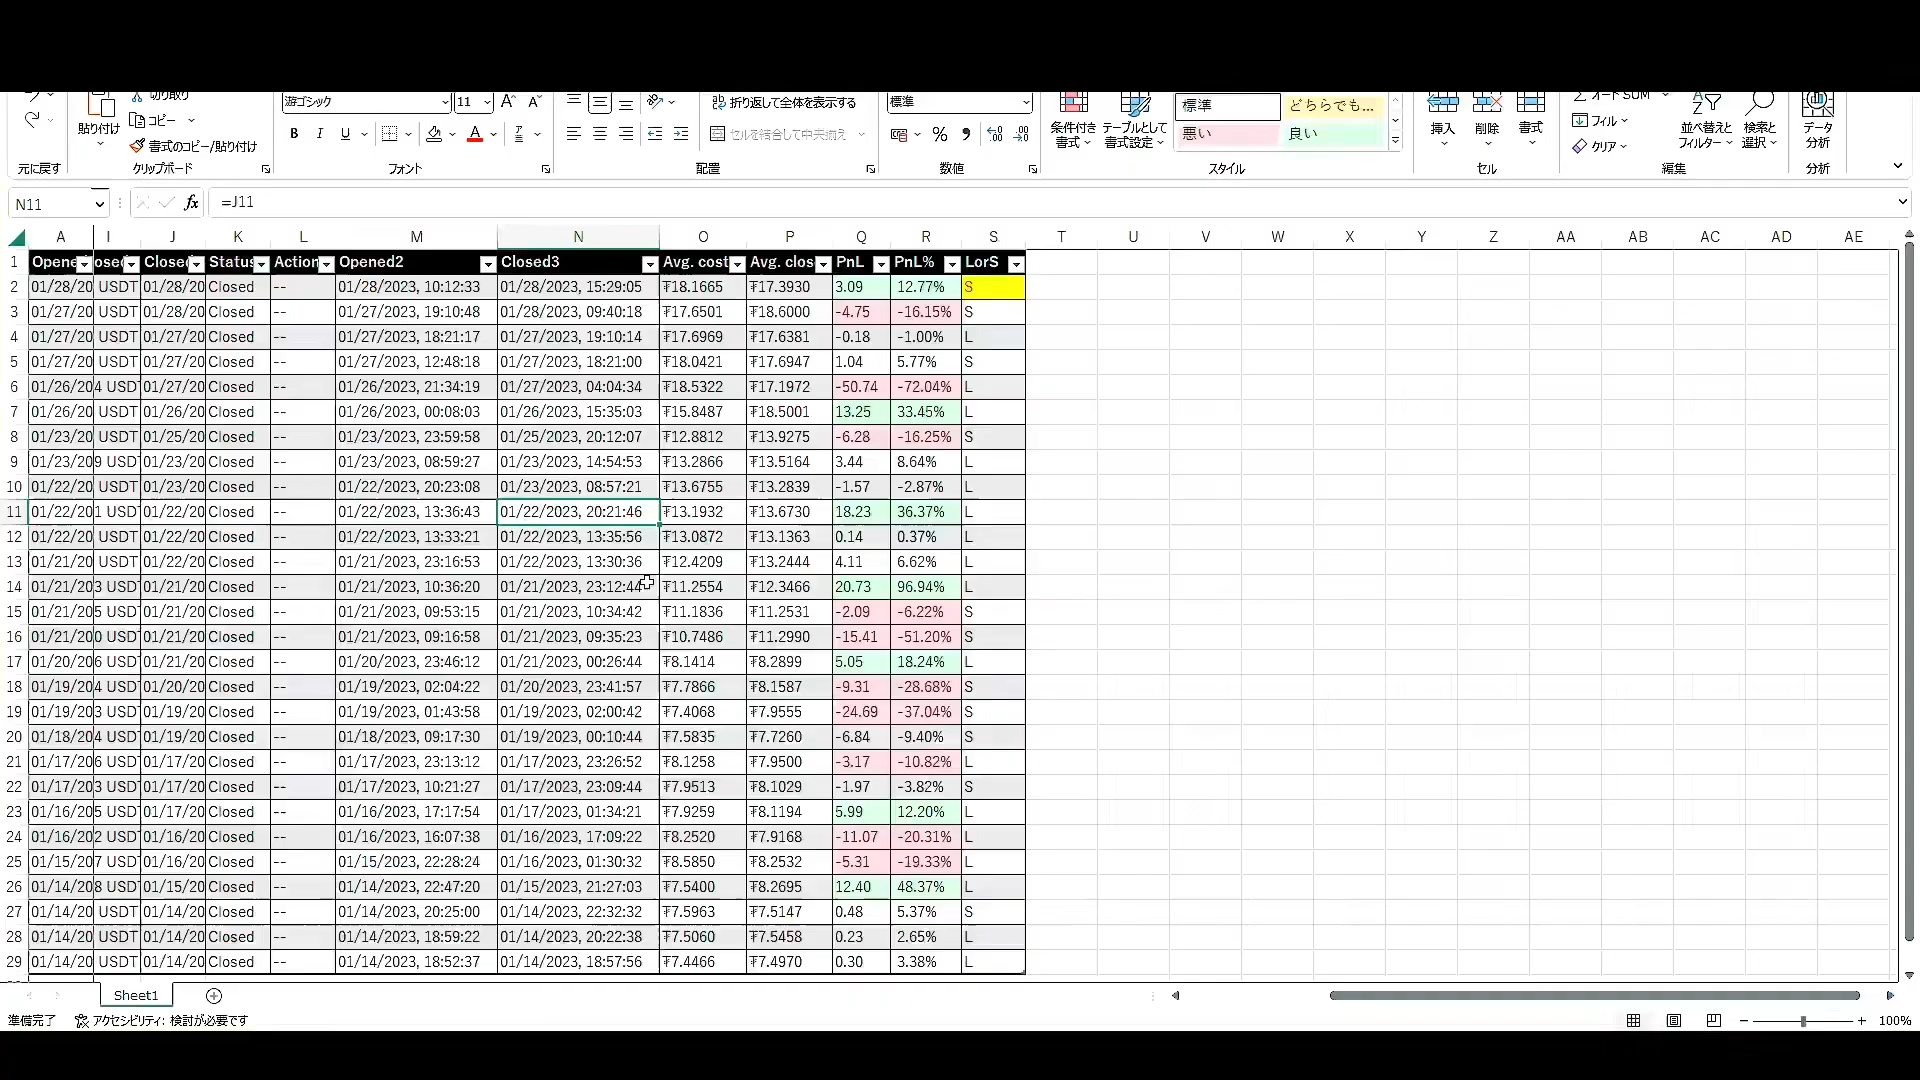 切り取り
コピー
貼り付け
書式のコピー/貼り付け
元に戻す
クリップボード
游ゴシック 11
B I U
フォント
折り返して全体を表示する
セルを結合して中央揃え
配置
標準
%
数値
条件付き書式
テーブルとして書式設定
標準 どちらでも...
悪い 良い
スタイル
挿入 削除 書式
セル
オート SUM
フィル
クリア
並べ替えとフィルター
検索と選択
編集
データ分析
分析
N11 fx =J11
A I J K L M N O P Q R S T U V W X Y Z AA AB AC AD AE
1 Opene osed Closed Status Action Opened2 Closed3 Avg. cost Avg. clos PnL PnL% LorS
2 01/28/20 USDT 01/28/20 Closed -- 01/28/2023, 10:12:33 01/28/2023, 15:29:05 ₮18.1665 ₮17.3930 3.09 12.77% S
3 01/27/20 USDT 01/28/20 Closed -- 01/27/2023, 19:10:48 01/28/2023, 09:40:18 ₮17.6501 ₮18.6000 -4.75 -16.15% S
4 01/27/20 USDT 01/27/20 Closed -- 01/27/2023, 18:21:17 01/27/2023, 19:10:14 ₮17.6969 ₮17.6381 -0.18 -1.00% L
5 01/27/20 USDT 01/27/20 Closed -- 01/27/2023, 12:48:18 01/27/2023, 18:21:00 ₮18.0421 ₮17.6947 1.04 5.77% S
6 01/26/20 4 USDT 01/27/20 Closed -- 01/26/2023, 21:34:19 01/27/2023, 04:04:34 ₮18.5322 ₮17.1972 -50.74 -72.04% L
7 01/26/20 USDT 01/26/20 Closed -- 01/26/2023, 00:08:03 01/26/2023, 15:35:03 ₮15.8487 ₮18.5001 13.25 33.45% L
8 01/23/20 USDT 01/25/20 Closed -- 01/23/2023, 23:59:58 01/25/2023, 20:12:07 ₮12.8812 ₮13.9275 -6.28 -16.25% S
9 01/23/20 9 USDT 01/23/20 Closed -- 01/23/2023, 08:59:27 01/23/2023, 14:54:53 ₮13.2866 ₮13.5164 3.44 8.64% L
10 01/22/20 USDT 01/23/20 Closed -- 01/22/2023, 20:23:08 01/23/2023, 08:57:21 ₮13.6755 ₮13.2839 -1.57 -2.87% L
11 01/22/20 1 USDT 01/22/20 Closed -- 01/22/2023, 13:36:43 01/22/2023, 20:21:46 ₮13.1932 ₮13.6730 18.23 36.37% L
12 01/22/20 USDT 01/22/20 Closed -- 01/22/2023, 13:33:21 01/22/2023, 13:35:56 ₮13.0872 ₮13.1363 0.14 0.37% L
13 01/21/20 USDT 01/22/20 Closed -- 01/21/2023, 23:16:53 01/22/2023, 13:30:36 ₮12.4209 ₮13.2444 4.11 6.62% L
14 01/21/20 3 USD 01/21/20 Closed -- 01/21/2023, 10:36:20 01/21/2023, 23:12:44 ₮11.2554 ₮12.3466 20.73 96.94% L
15 01/21/20 5 USD 01/21/20 Closed -- 01/21/2023, 09:53:15 01/21/2023, 10:34:42 ₮11.1836 ₮11.2531 -2.09 -6.22% S
16 01/21/20 0 USD 01/21/20 Closed -- 01/21/2023, 09:16:58 01/21/2023, 09:35:23 ₮10.7486 ₮11.2990 -15.41 -51.20% S
17 01/20/20 6 USD 01/21/20 Closed -- 01/20/2023, 23:46:12 01/21/2023, 00:26:44 ₮8.1414 ₮8.2899 5.05 18.24% L
18 01/19/20 4 USD 01/20/20 Closed -- 01/19/2023, 02:04:22 01/20/2023, 23:41:57 ₮7.7866 ₮8.1587 -9.31 -28.68% S
19 01/19/20 3 USD 01/19/20 Closed -- 01/19/2023, 01:43:58 01/19/2023, 02:00:42 ₮7.4068 ₮7.9555 -24.69 -37.04% S
20 01/18/20 4 USD 01/19/20 Closed -- 01/18/2023, 09:17:30 01/19/2023, 00:10:44 ₮7.5835 ₮7.7260 -6.84 -9.40% S
21 01/17/20 6 USD 01/17/20 Closed -- 01/17/2023, 23:13:12 01/17/2023, 23:26:52 ₮8.1258 ₮7.9500 -3.17 -10.82% L
22 01/17/20 3 USD 01/17/20 Closed -- 01/17/2023, 10:21:27 01/17/2023, 23:09:44 ₮7.9513 ₮8.1029 -1.97 -3.82% S
23 01/16/20 5 USD 01/17/20 Closed -- 01/16/2023, 17:17:54 01/17/2023, 01:34:21 ₮7.9259 ₮8.1194 5.99 12.20% L
24 01/16/20 2 USD 01/16/20 Closed -- 01/16/2023, 16:07:38 01/16/2023, 17:09:22 ₮8.2520 ₮7.9168 -11.07 -20.31% L
25 01/15/20 7 USD 01/16/20 Closed -- 01/15/2023, 22:28:24 01/16/2023, 01:30:32 ₮8.5850 ₮8.2532 -5.31 -19.33% L
26 01/14/20 8 USD 01/15/20 Closed -- 01/14/2023, 22:47:20 01/15/2023, 21:27:03 ₮7.5400 ₮8.2695 12.40 48.37% L
27 01/14/20 USDT 01/14/20 Closed -- 01/14/2023, 20:25:00 01/14/2023, 22:32:32 ₮7.5963 ₮7.5147 0.48 5.37% S
28 01/14/20 USDT 01/14/20 Closed -- 01/14/2023, 18:59:22 01/14/2023, 20:22:38 ₮7.5060 ₮7.5458 0.23 2.65% L
29 01/14/20 USDT 01/14/20 Closed -- 01/14/2023, 18:52:37 01/14/2023, 18:57:56 ₮7.4466 ₮7.4970 0.30 3.38% L
Sheet1
準備完了 アクセシビリティ: 検討が必要です 100%